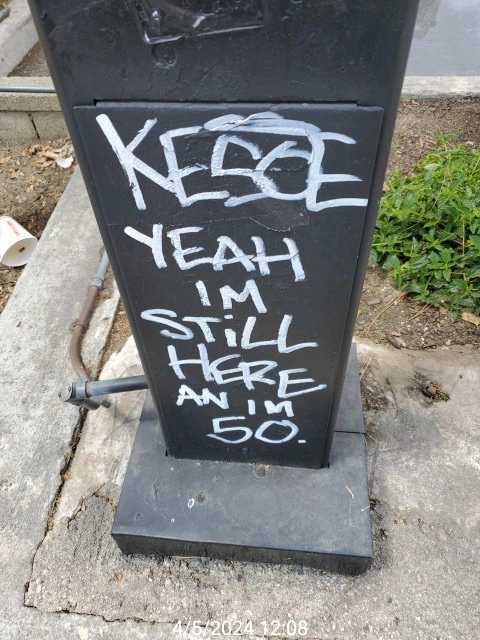 KESOE
YEAH
IM
STiLL
HERE
AN IM
50.
4/5/2024 12:08